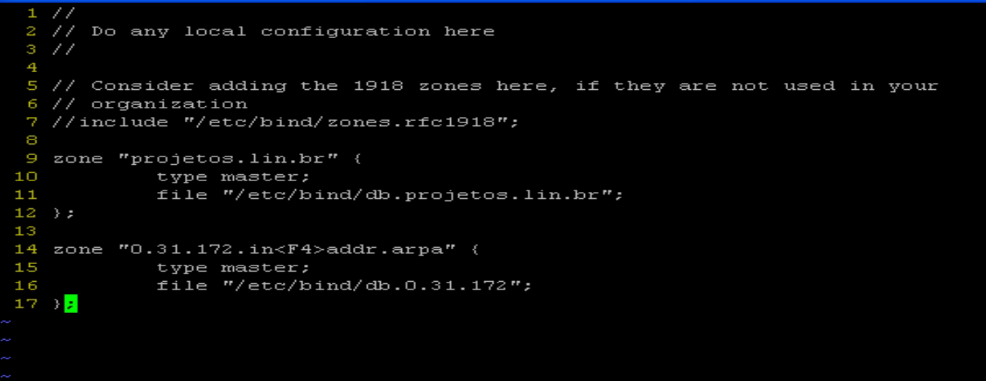 1 //
2 // Do any local configuration here
3 //
4
5 // Consider adding the 1918 zones here, if they are not used in your
6 // organization
7 //include "/etc/bind/zones.rfc1918";
8
9 zone "projetos.lin.br" {
10         type master;
11         file "/etc/bind/db.projetos.lin.br";
12 };
13
14 zone "0.31.172.in<F4>addr.arpa" {
15         type master;
16         file "/etc/bind/db.0.31.172";
17 };
~
~
~
~